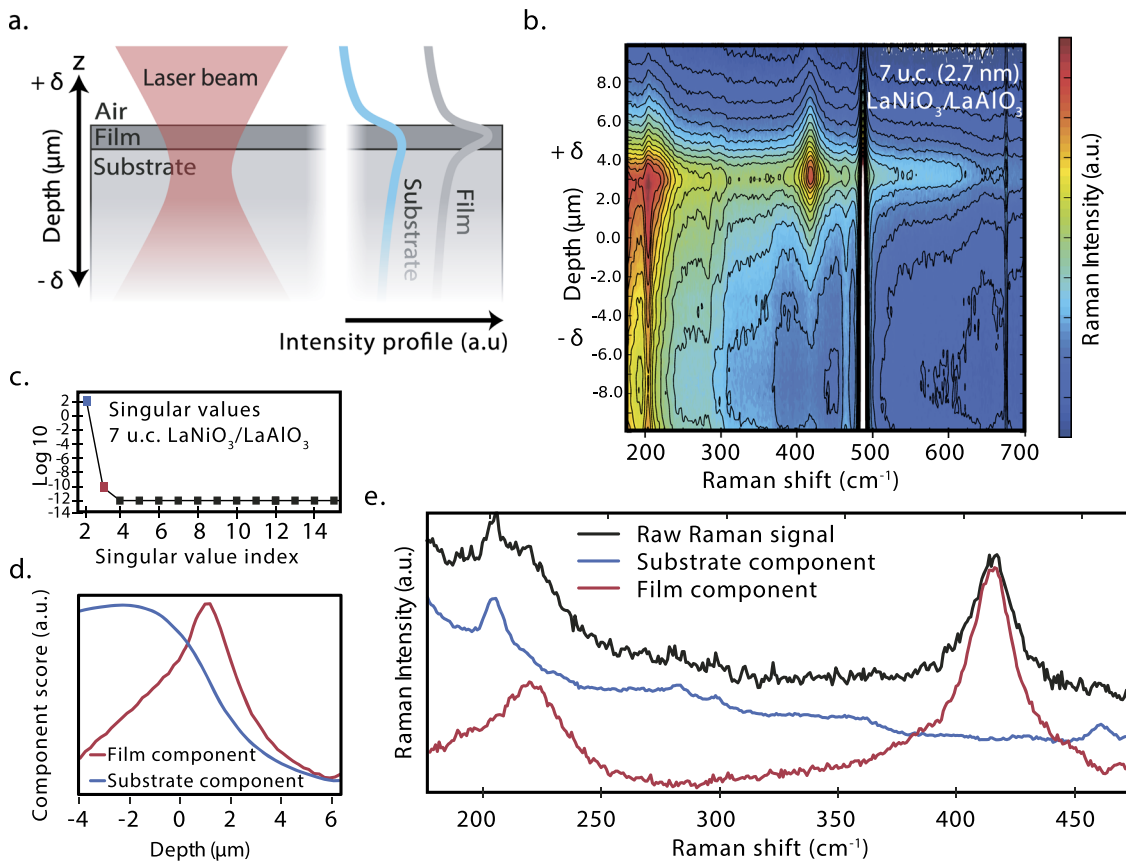 a.
z
+ δ
- δ
Depth (μm)
Laser beam
Air
Film
Substrate
Substrate
Film
Intensity profile (a.u)
b.
7 u.c. (2.7 nm)
LaNiO₃/LaAlO₃
8.0
6.0
+ δ
4.0
2.0
0.0
-2.0
-4.0
- δ
-6.0
-8.0
Depth (μm)
200
300
400
500
600
700
Raman shift (cm⁻¹)
Raman Intensity (a.u.)
c.
Singular values
7 u.c. LaNiO₃/LaAlO₃
Log 10
2
0
-2
-4
-6
-8
-10
-12
-14
2
4
6
8
10
12
14
Singular value index
d.
Component score (a.u.)
Film component
Substrate component
-4
-2
0
2
4
6
Depth (μm)
e.
Raw Raman signal
Substrate component
Film component
Raman Intensity (a.u.)
200
250
300
350
400
450
Raman shift (cm⁻¹)